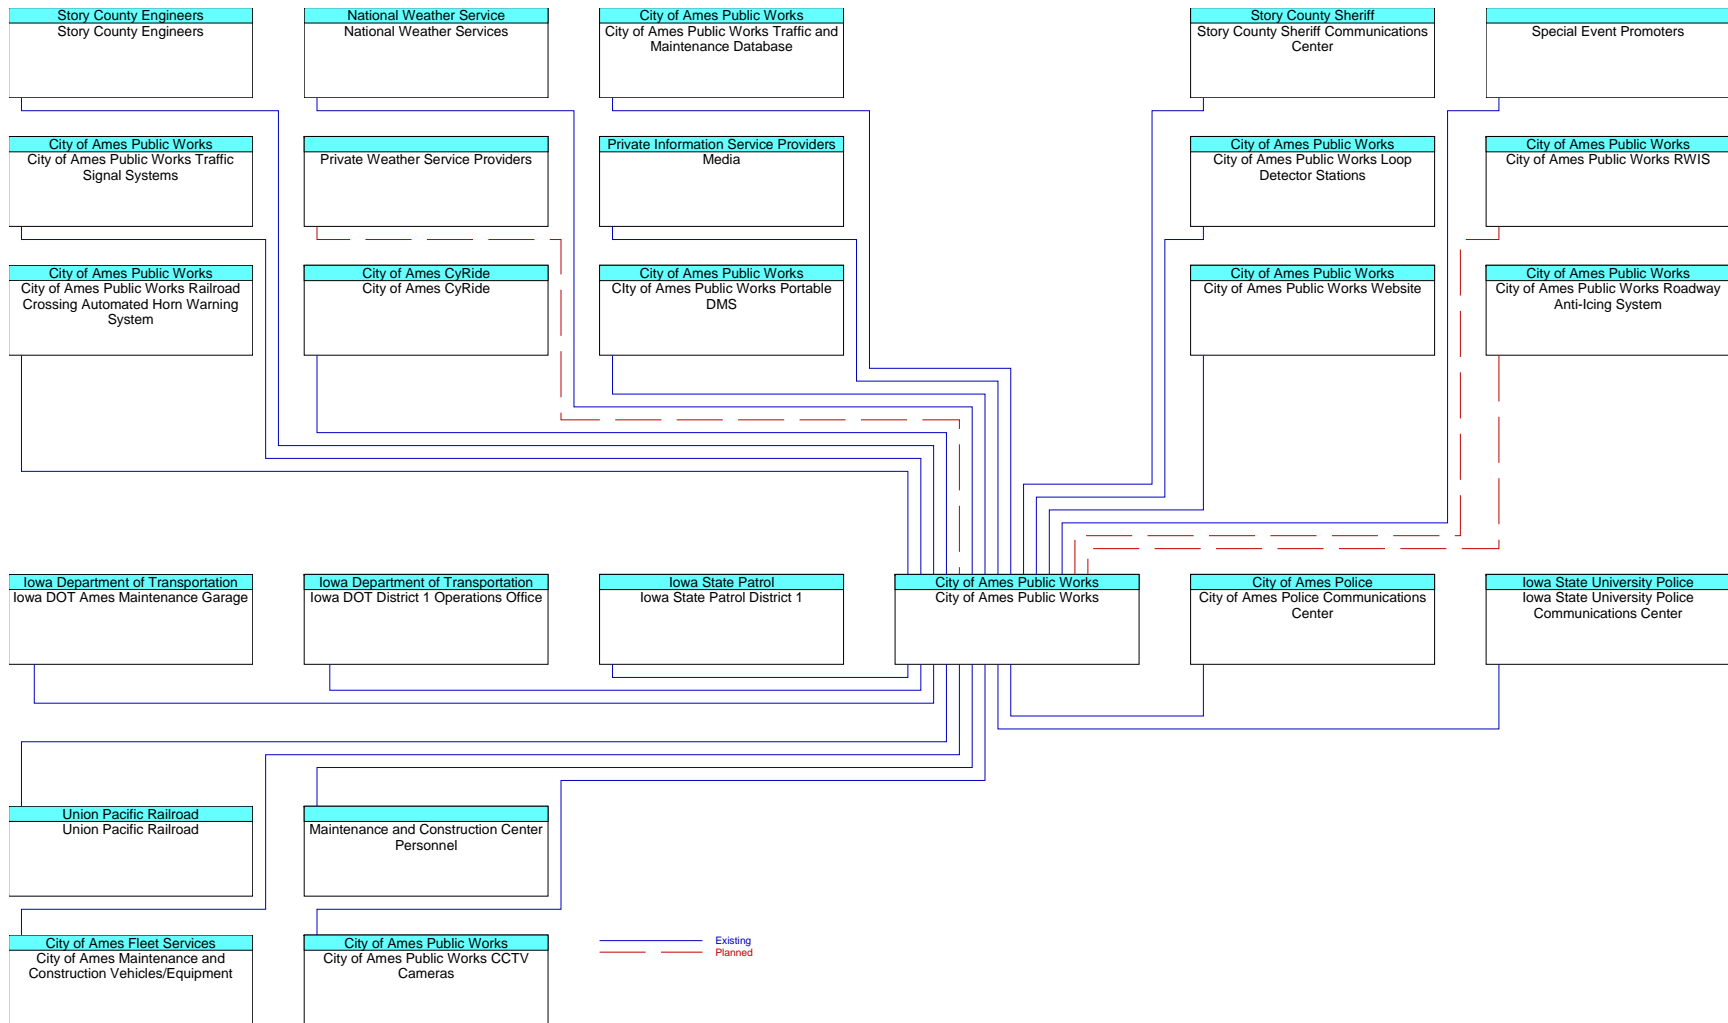 Story County Engineers
Story County Engineers
National Weather Service
National Weather Services
City of Ames Public Works
City of Ames Public Works Traffic and
Maintenance Database
Story County Sheriff
Story County Sheriff Communications
Center
Special Event Promoters
City of Ames Public Works
City of Ames Public Works Traffic
Signal Systems
Private Weather Service Providers
Private Information Service Providers
Media
City of Ames Public Works
City of Ames Public Works Loop
Detector Stations
City of Ames Public Works
City of Ames Public Works RWIS
City of Ames Public Works
City of Ames Public Works Railroad
Crossing Automated Horn Warning
System
City of Ames CyRide
City of Ames CyRide
City of Ames Public Works
CIty of Ames Public Works Portable
DMS
City of Ames Public Works
City of Ames Public Works Website
City of Ames Public Works
City of Ames Public Works Roadway
Anti-Icing System
Iowa Department of Transportation
Iowa DOT Ames Maintenance Garage
Iowa Department of Transportation
Iowa DOT District 1 Operations Office
Iowa State Patrol
Iowa State Patrol District 1
City of Ames Public Works
City of Ames Public Works
City of Ames Police
City of Ames Police Communications
Center
Iowa State University Police
Iowa State University Police
Communications Center
Union Pacific Railroad
Union Pacific Railroad
Maintenance and Construction Center
Personnel
City of Ames Fleet Services
City of Ames Maintenance and
Construction Vehicles/Equipment
City of Ames Public Works
City of Ames Public Works CCTV
Cameras
Existing
Planned